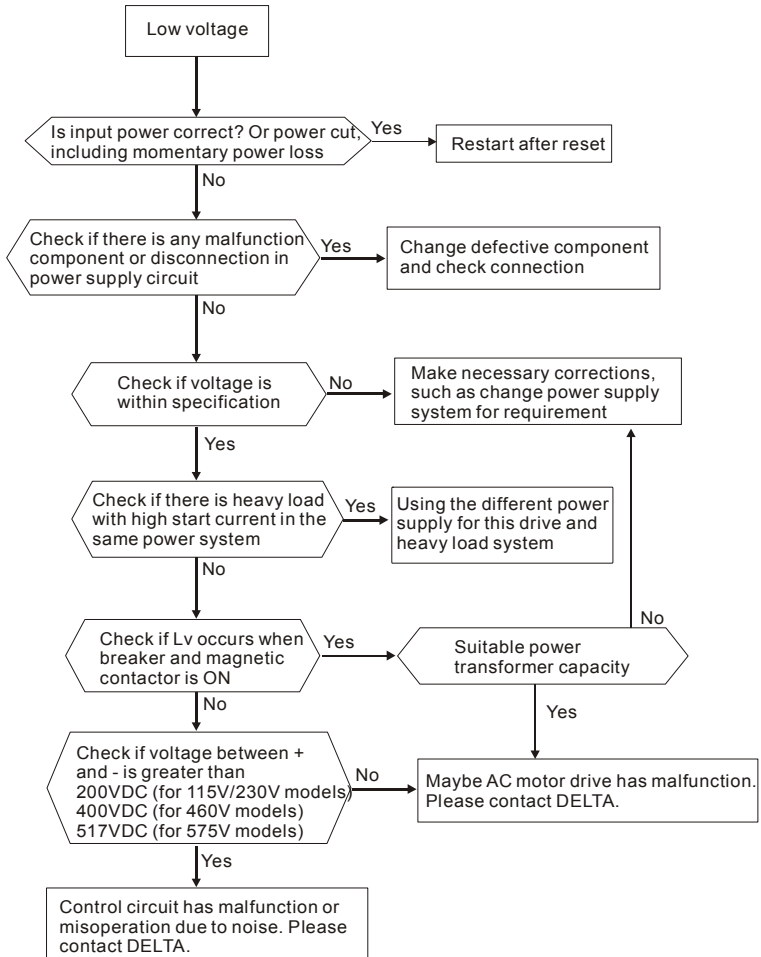 Low voltage
Is input power correct? Or power cut,
including momentary power loss
Yes
Restart after reset
No
Check if there is any malfunction
component or disconnection in
power supply circuit
Yes
Change defective component
and check connection
No
Check if voltage is
within specification
No
Make necessary corrections,
such as change power supply
system for requirement
Yes
Check if there is heavy load
with high start current in the
same power system
Yes
Using the different power
supply for this drive and
heavy load system
No
Check if Lv occurs when
breaker and magnetic
contactor is ON
Yes
Suitable power
transformer capacity
No
Yes
No
Check if voltage between +
and - is greater than
200VDC (for 115V/230V models)
400VDC (for 460V models)
517VDC (for 575V models)
No
Maybe AC motor drive has malfunction.
Please contact DELTA.
Yes
Control circuit has malfunction or
misoperation due to noise. Please
contact DELTA.